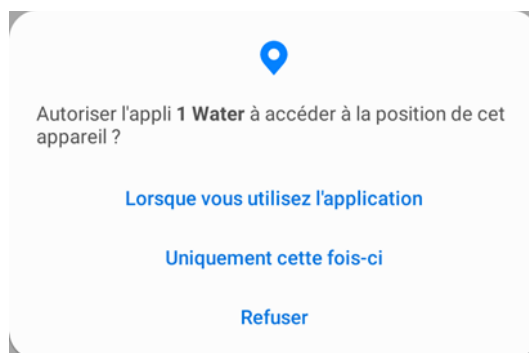 Autoriser l'appli 1 Water à accéder à la position de cet
appareil ?
Lorsque vous utilisez l'application
Uniquement cette fois-ci
Refuser